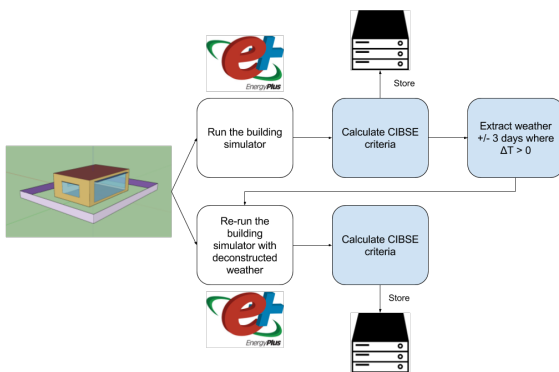 e+
EnergyPlus
Store
Run the building
simulator
Calculate CIBSE
criteria
Extract weather
+/- 3 days where
ΔT > 0
Re-run the
building
simulator with
deconstructed
weather
Calculate CIBSE
criteria
e+
EnergyPlus
Store